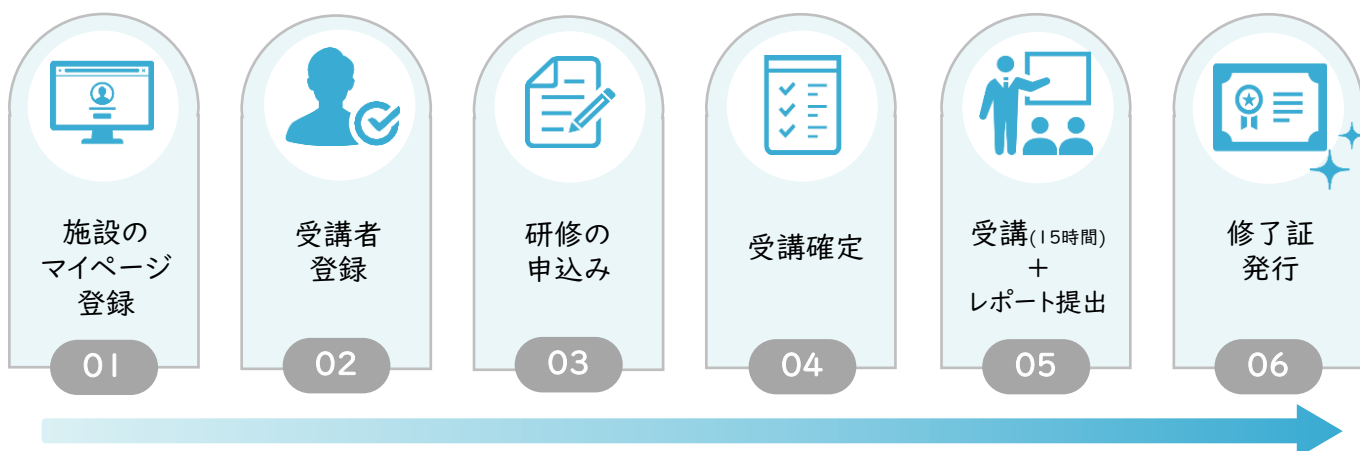 施設の
マイページ
登録
01
受講者
登録
02
研修の
申込み
03
受講確定
04
受講(15時間)
+
レポート提出
05
修了証
発行
06